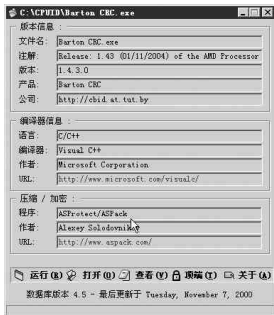 C:\CPUID\Barton CRC.exe
版本信息 :
文件名: Barton CRC.exe
注解: Release: 1.43 (01/11/2004) of the AMD Processor
版本: 1.4.3.0
产品: Barton CRC
公司: http://cbid.at.tut.by
编译器信息 :
语言: C/C++
编译器: Visual C++
作者: Microsoft Corporation
URL: http://www.microsoft.com/visualc/
压缩 / 加密 :
程序: ASProtect/ASPack
作者: Alexey Solodovnikov
URL: http://www.aspack.com/
运行(R) 打开(O) 查看(V) 顶端(T) 关于(A)
数据库版本 4.5 - 最后更新于 Tuesday, November 7, 2000